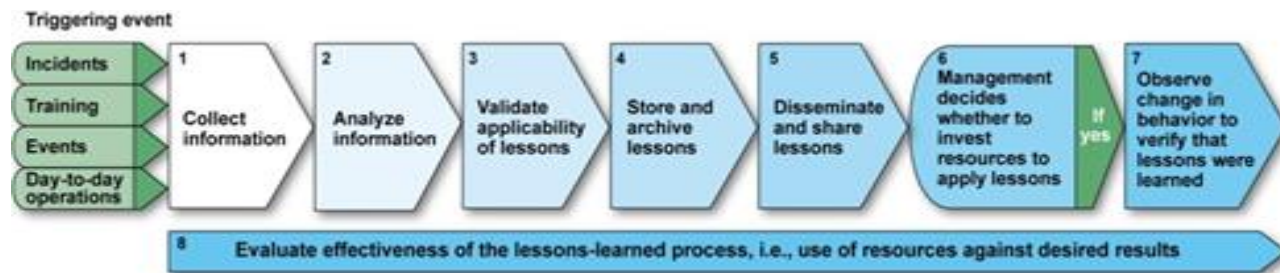 Triggering event
Incidents
Training
Events
Day-to-day
operations
1
Collect
information
2
Analyze
information
3
Validate
applicability
of lessons
4
Store and
archive
lessons
5
Disseminate
and share
lessons
6
Management
decides
whether to
invest
resources to
apply lessons
If
yes
7
Observe
change in
behavior to
verify that
lessons were
learned
8
Evaluate effectiveness of the lessons-learned process, i.e., use of resources against desired results